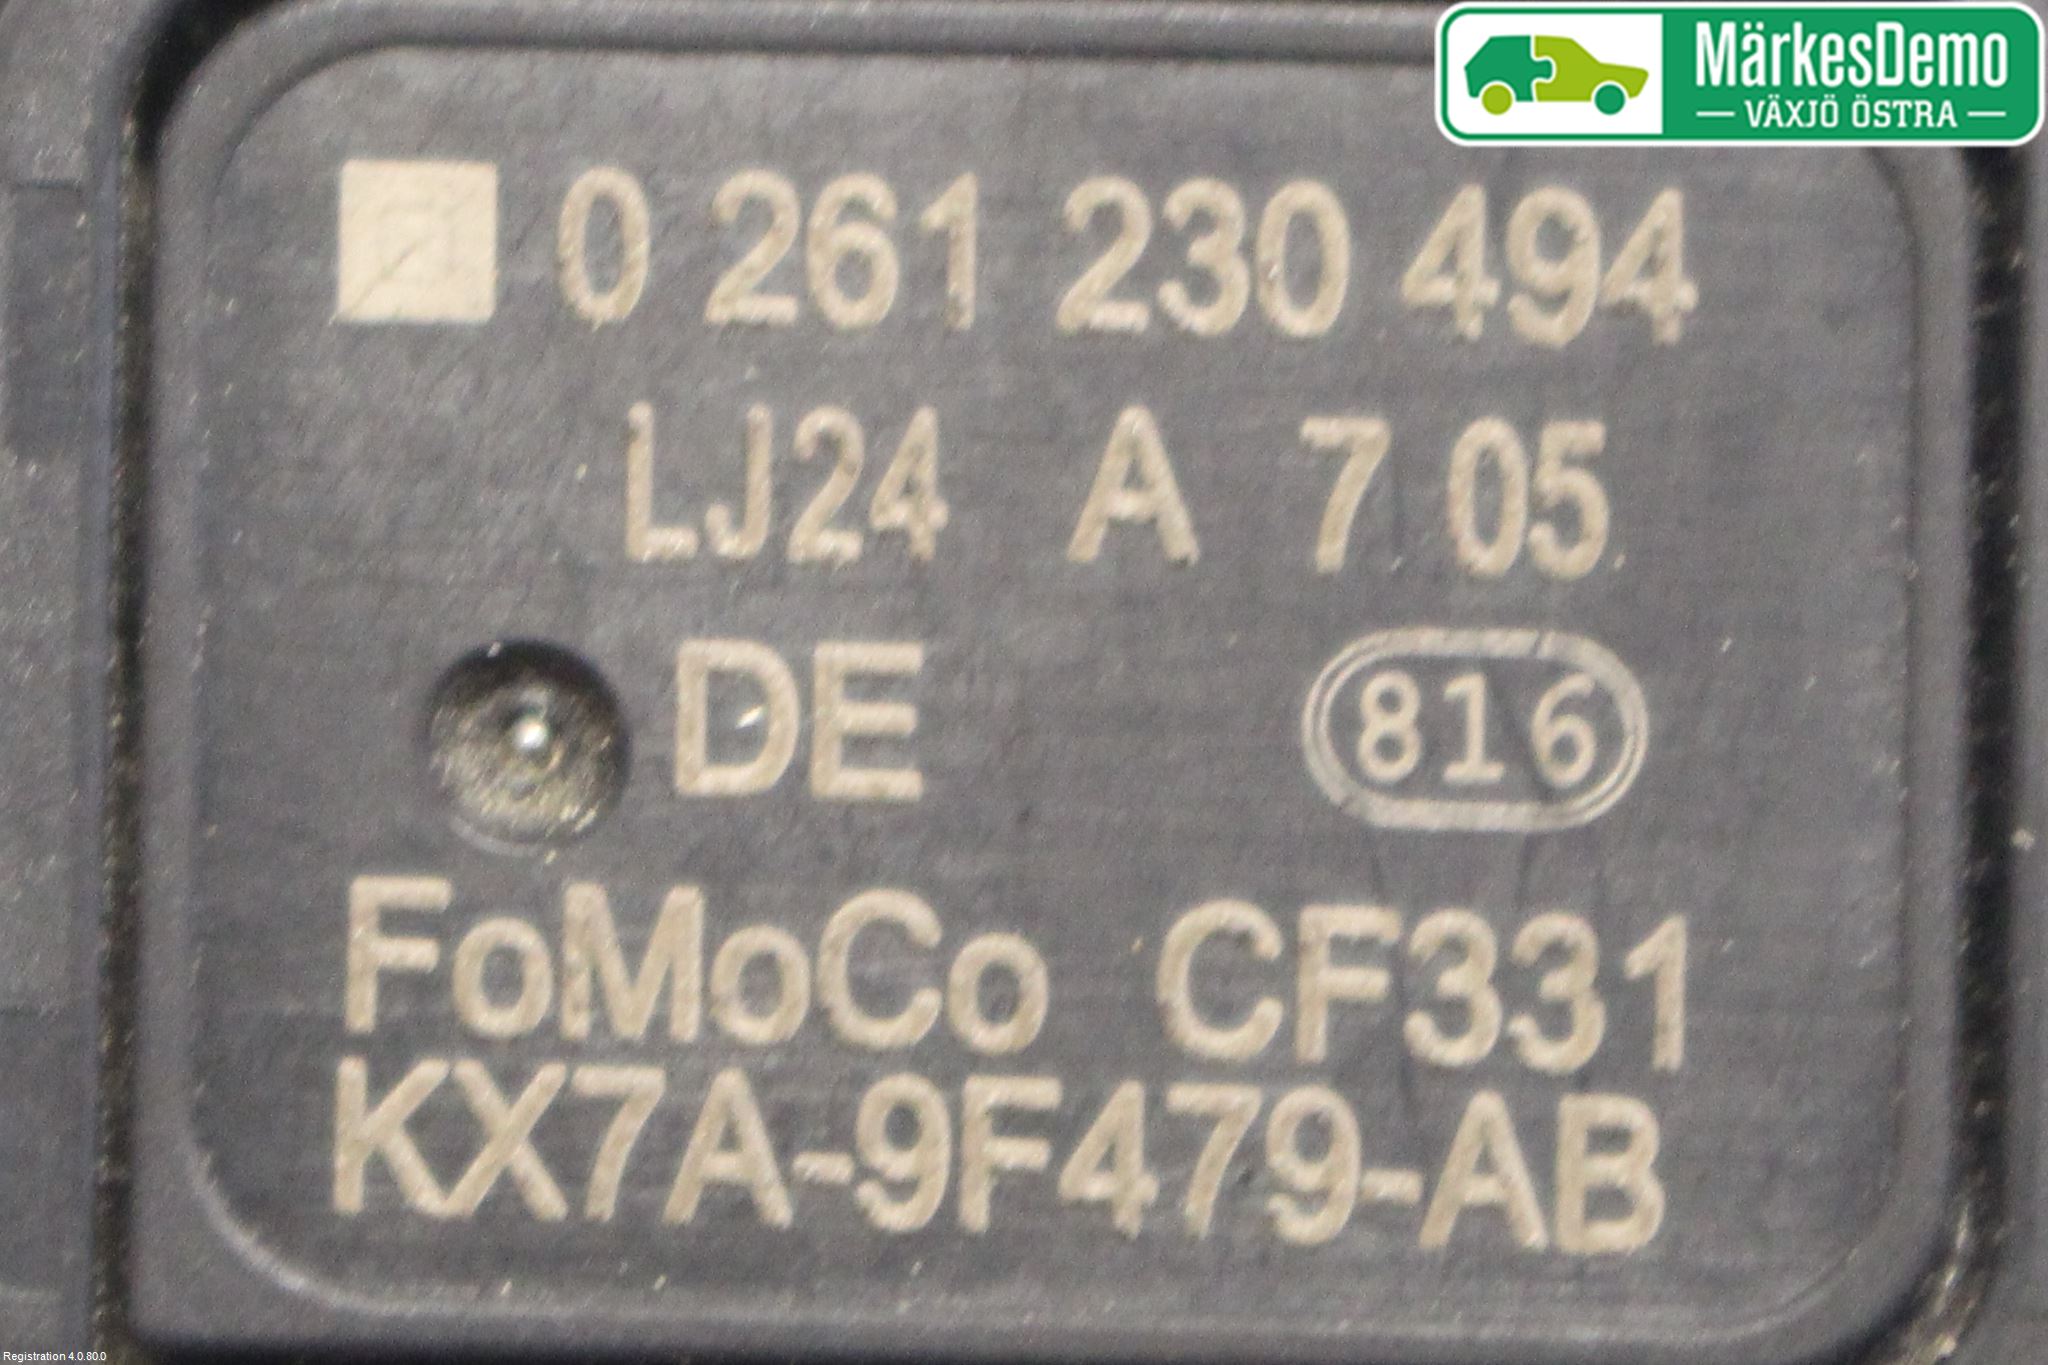 MärkesDemo
— VÄXJÖ ÖSTRA —
0 261 230 494
LJ24 A 7 05
DE 816
FoMoCo CF331
KX7A-9F479-AB
Registration 4.0.80.0